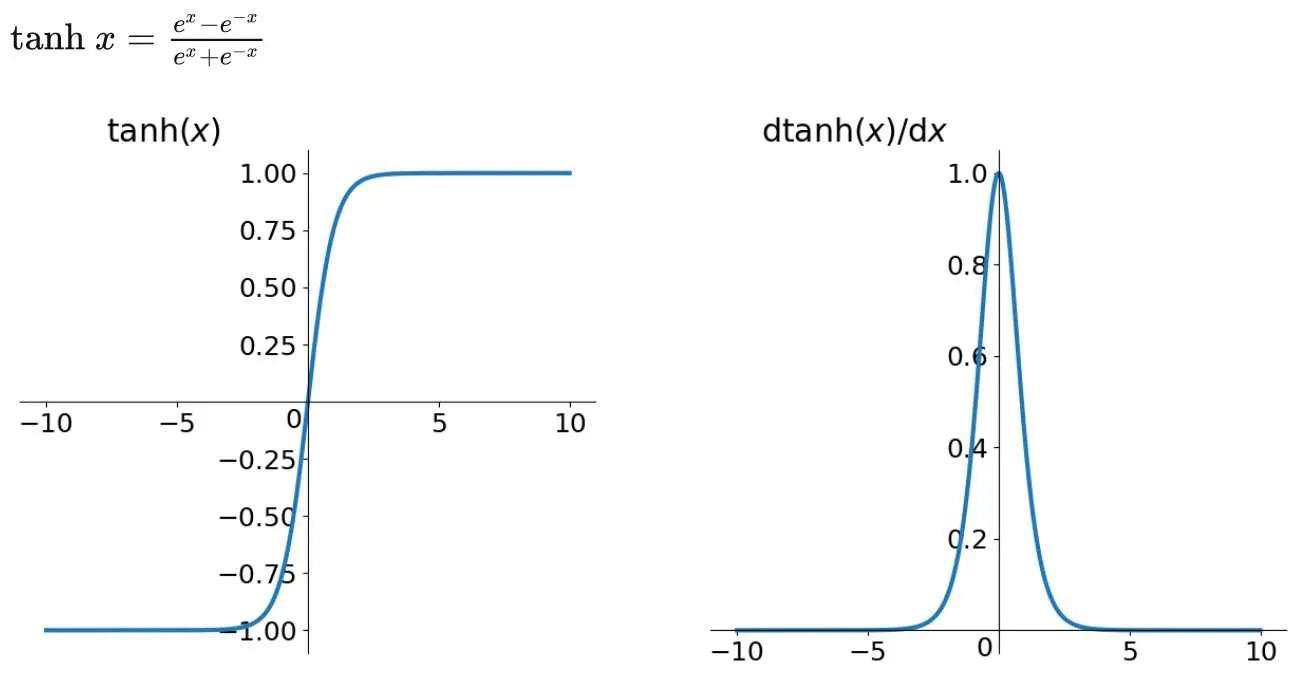 tanh x = \frac{e^x - e^{-x}}{e^x + e^{-x}}
tanh(x)
1.00
0.75
0.50
0.25
−10 −5 0 5 10
−0.25
−0.50
−0.75
−1.00
dtanh(x)/dx
1.0
0.8
0.6
0.4
0.2
−10 −5 0 5 10